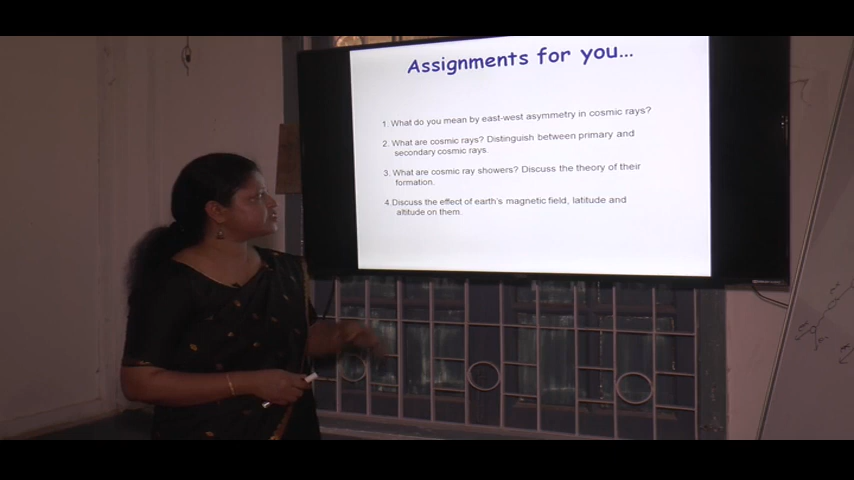 Assignments for you...
1. What do you mean by east-west asymmetry in cosmic rays?
2. What are cosmic rays? Distinguish between primary and
secondary cosmic rays.
3. What are cosmic ray showers? Discuss the theory of their
formation.
4 Discuss the effect of earth's magnetic field, latitude and
altitude on them.